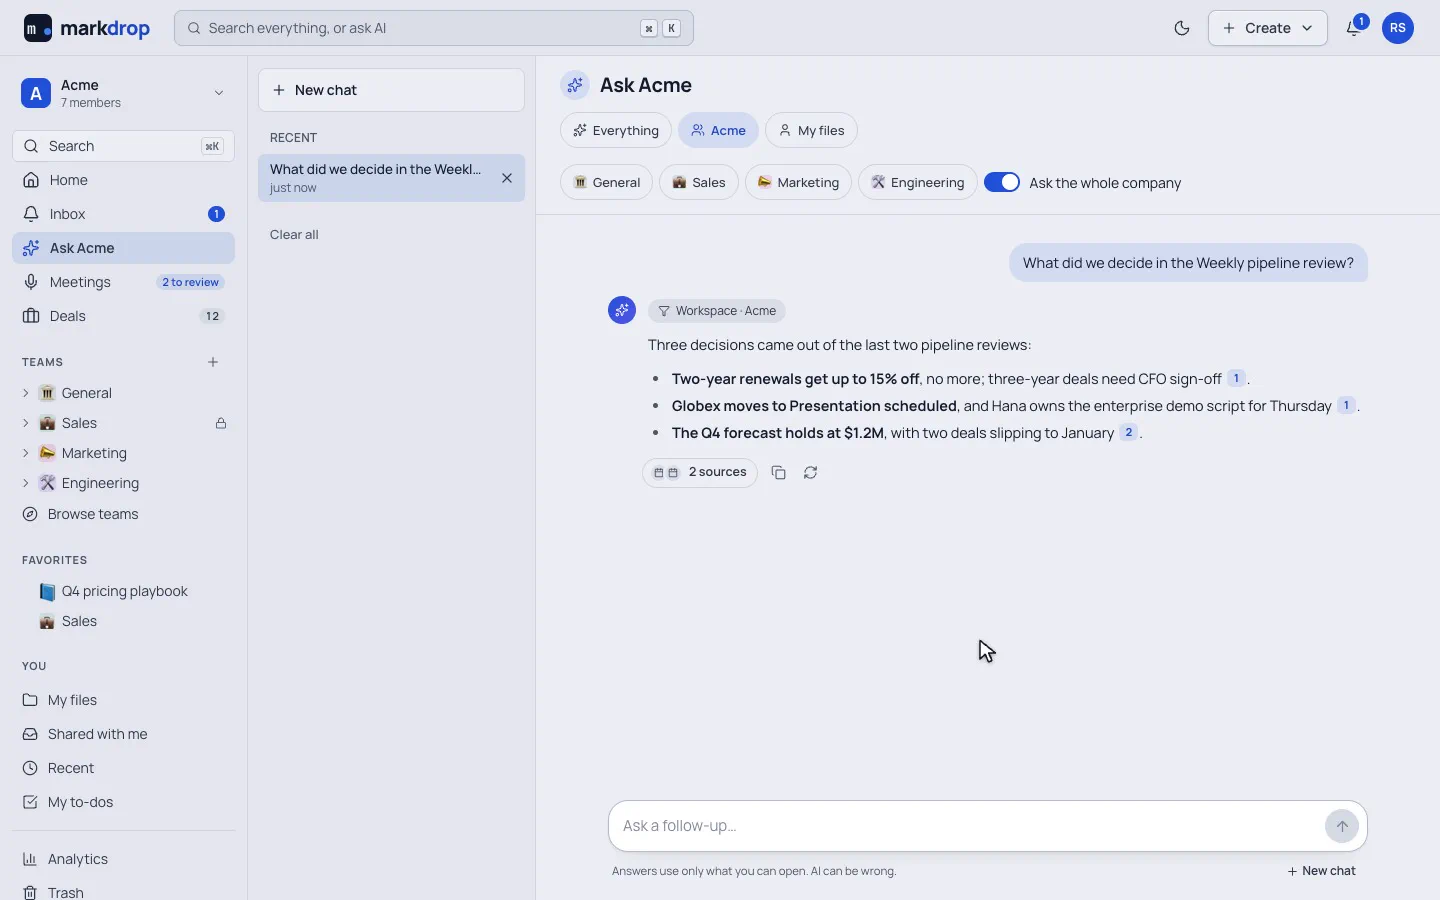 m.
markdrop
Search everything, or ask AI
⌘ K
Create
1
RS
A
Acme
7 members
Search
⌘K
Home
Inbox
1
Ask Acme
Meetings
2 to review
Deals
12
TEAMS
General
Sales
Marketing
Engineering
Browse teams
FAVORITES
Q4 pricing playbook
Sales
YOU
My files
Shared with me
Recent
My to-dos
Analytics
Trash
New chat
RECENT
What did we decide in the Weekl...
just now
Clear all
Ask Acme
Everything
Acme
My files
General
Sales
Marketing
Engineering
Ask the whole company
What did we decide in the Weekly pipeline review?
Workspace · Acme
Three decisions came out of the last two pipeline reviews:
• Two-year renewals get up to 15% off, no more; three-year deals need CFO sign-off 1.
• Globex moves to Presentation scheduled, and Hana owns the enterprise demo script for Thursday 1.
• The Q4 forecast holds at $1.2M, with two deals slipping to January 2.
2 sources
Ask a follow-up...
Answers use only what you can open. AI can be wrong.
New chat